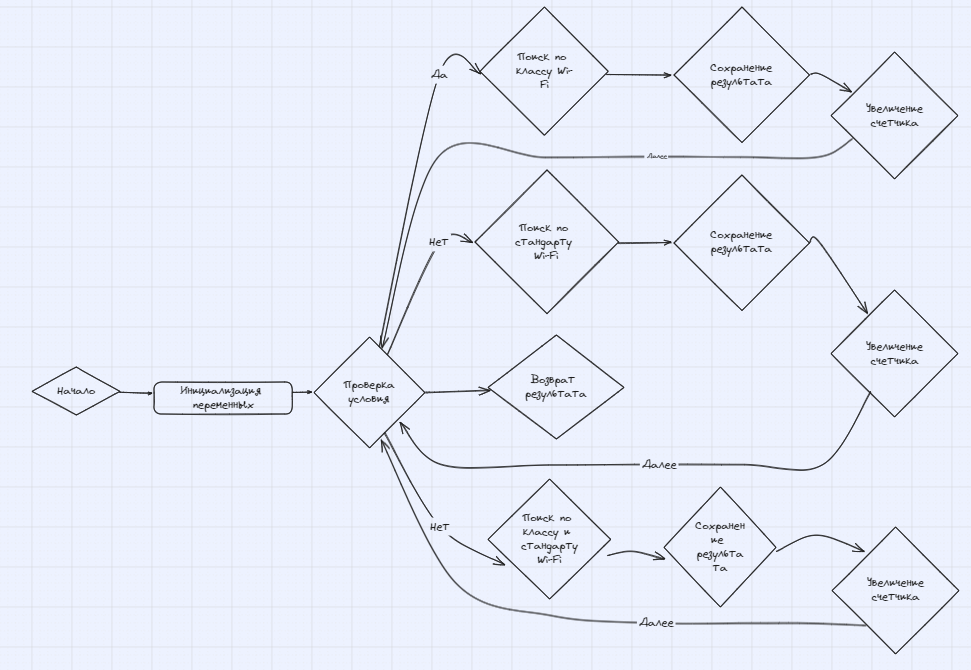 Да
Поиск по
классу Wi-
Fi
Сохранение
результата
Увеличение
счетчика
Далее
Нет
Поиск по
стандарту
Wi-Fi
Сохранение
результата
Увеличение
счетчика
Начало
Инициализация
переменных
Проверка
условия
Возврат
результата
Далее
Нет
Поиск по
классу и
стандарту
Wi-Fi
Сохранен
ие
результа
та
Увеличение
счетчика
Далее